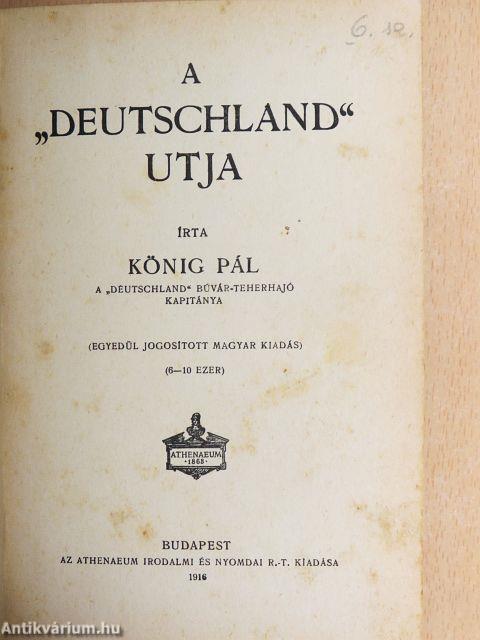 6. sz.
A
„DEUTSCHLAND“
UTJA
ÍRTA
KÖNIG PÁL
A „DEUTSCHLAND“ BÚVÁR-TEHERHAJÓ
KAPITÁNYA
(EGYEDÜL JOGOSÍTOTT MAGYAR KIADÁS)
(6—10 EZER)
ATHENAEUM
·1868·
BUDAPEST
AZ ATHENAEUM IRODALMI ÉS NYOMDAI R.-T. KIADÁSA
1916
Antikvárium.hu